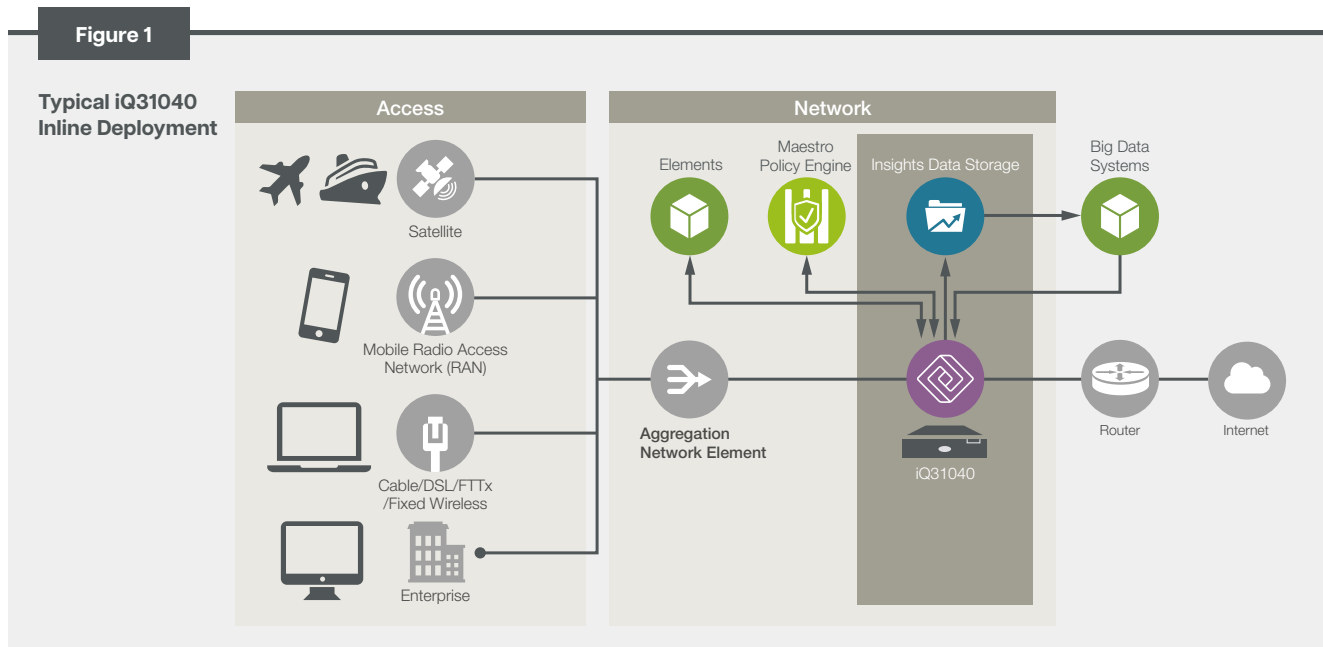 Figure 1
Typical iQ31040
Inline Deployment
Access
Network
Satellite
Mobile Radio Access
Network (RAN)
Cable/DSL/FTTx
/Fixed Wireless
Enterprise
Elements
Maestro
Policy Engine
Insights Data Storage
Big Data
Systems
Aggregation
Network Element
iQ31040
Router
Internet